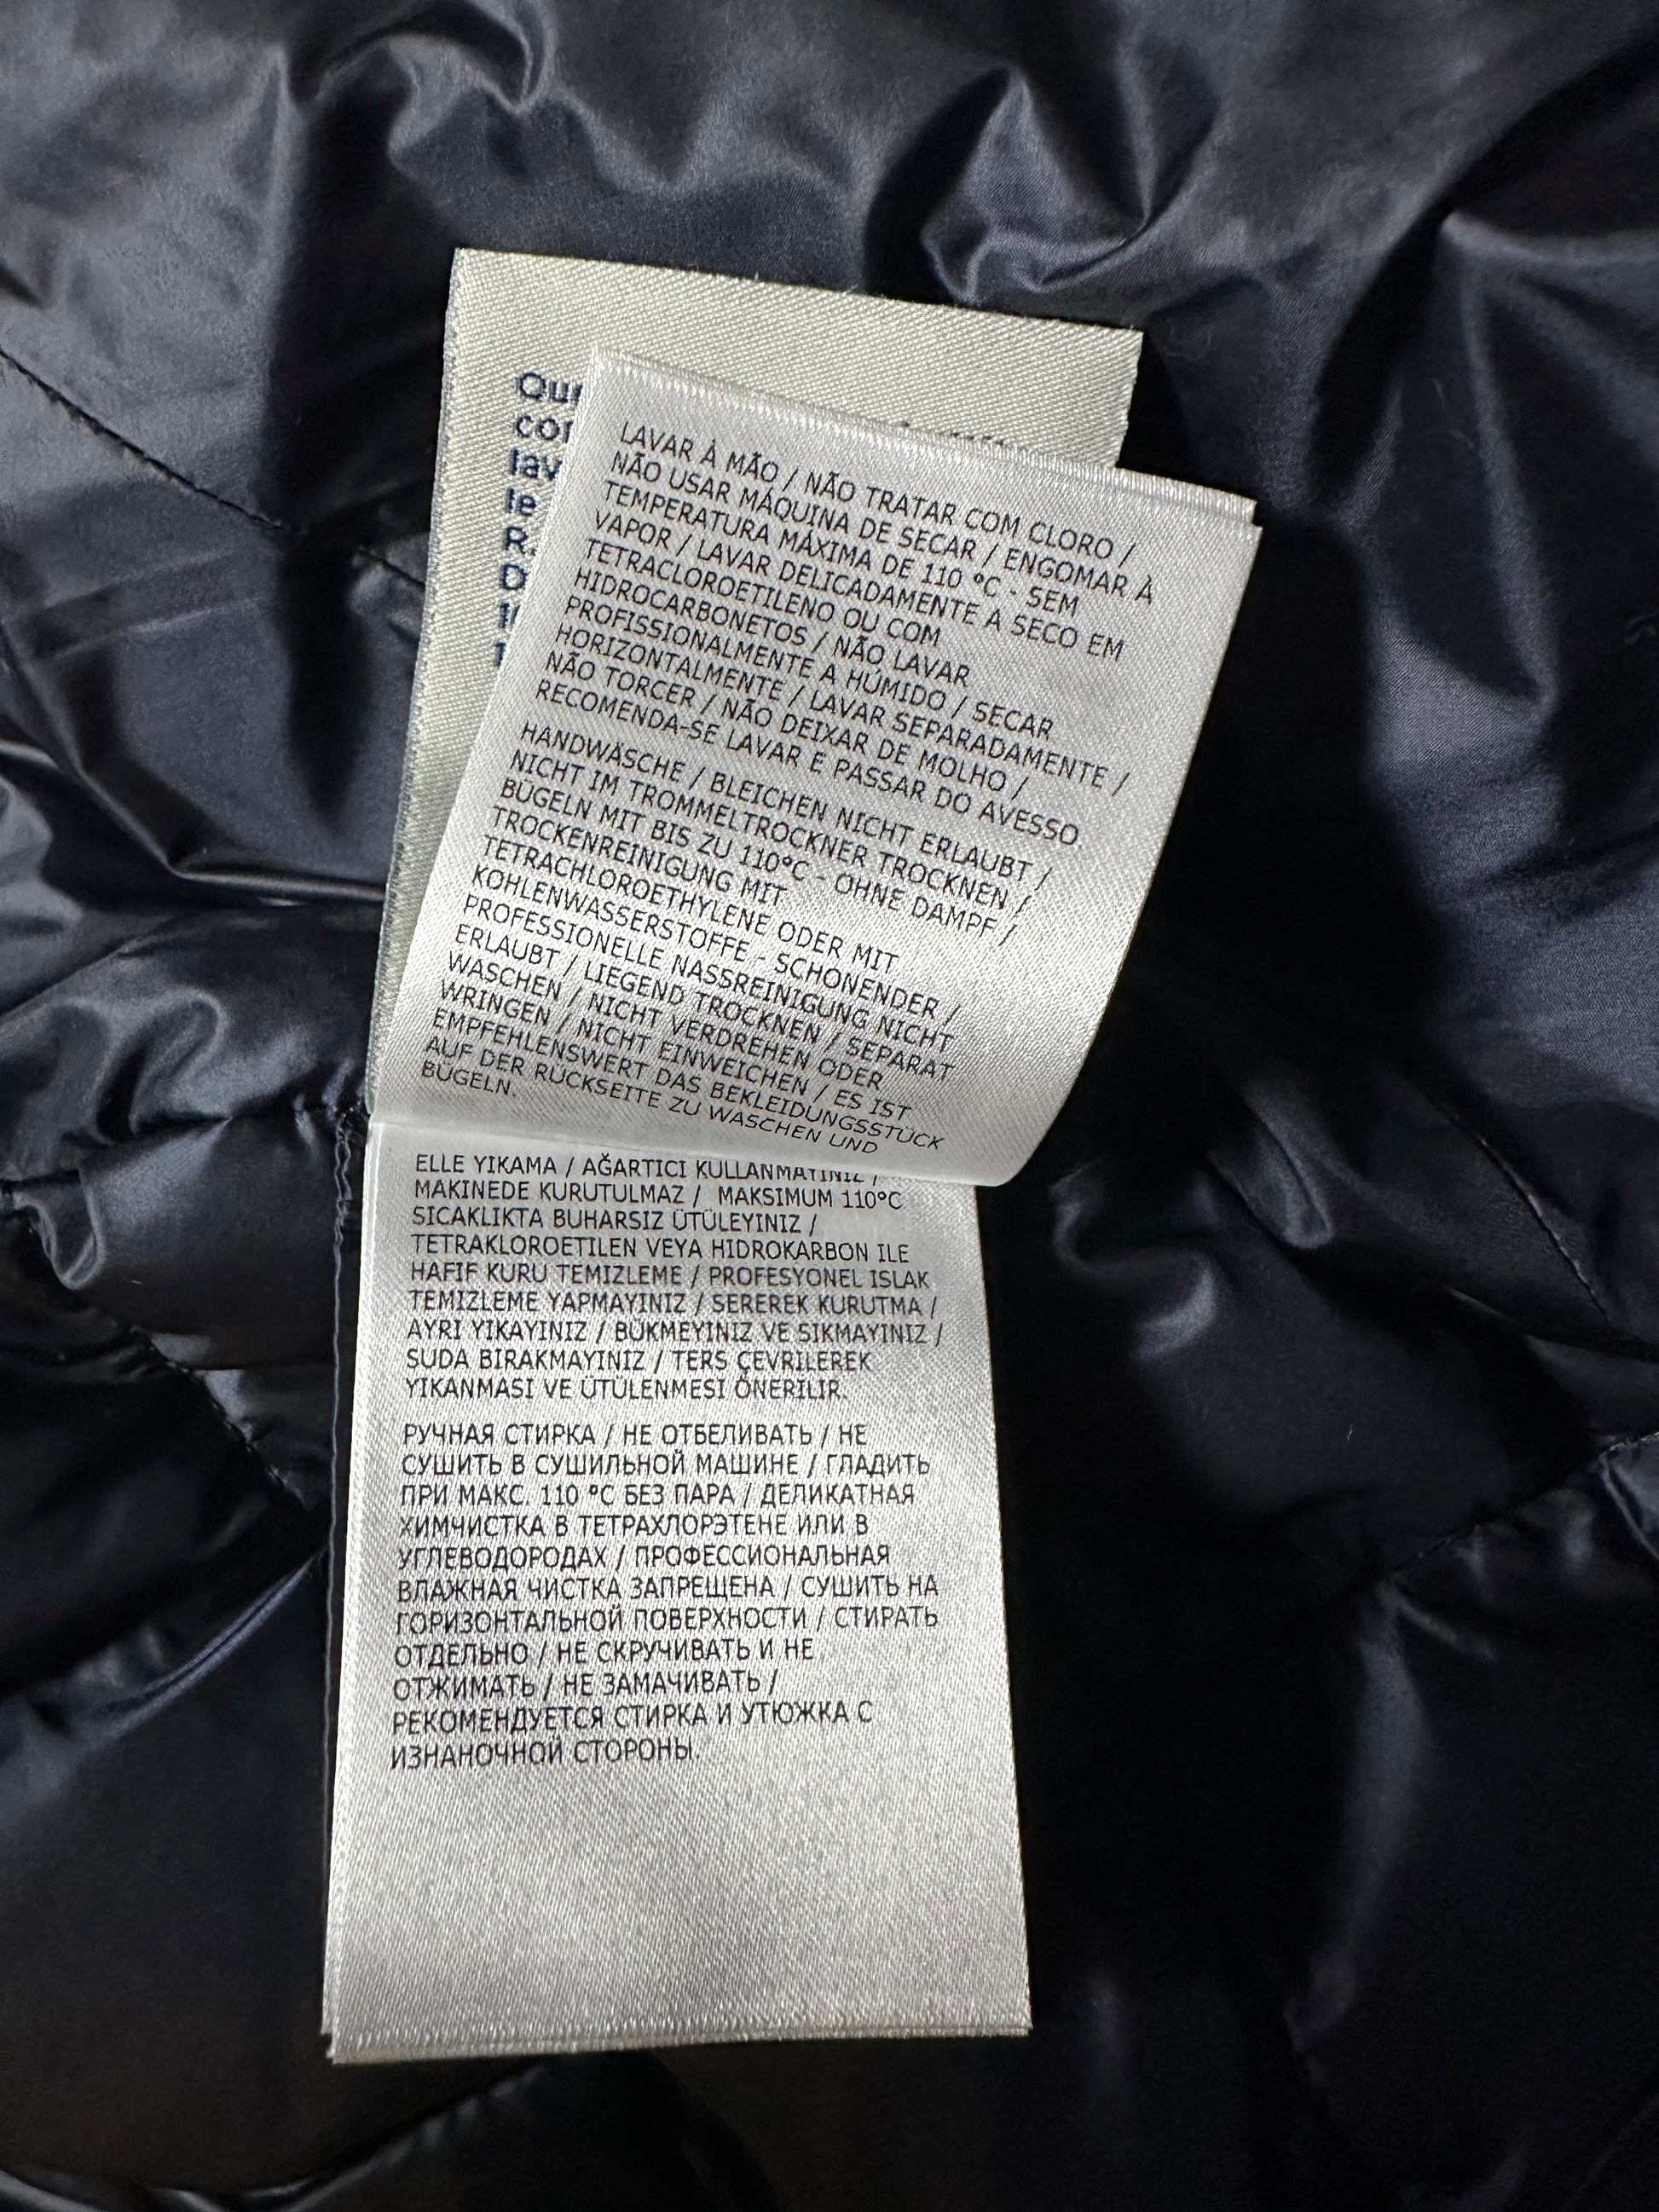 Que
con
lav
le
R.
D
LAVAR À MÃO / NÃO TRATAR COM CLORO /
NÃO USAR MÁQUINA DE SECAR / ENGOMAR À
TEMPERATURA MÁXIMA DE 110 °C - SEM
VAPOR / LAVAR DELICADAMENTE A SECO EM
TETRACLOROETILENO OU COM
HIDROCARBONETOS / NÃO LAVAR
PROFISSIONALMENTE A HÚMIDO / SECAR
HORIZONTALMENTE / LAVAR SEPARADAMENTE /
NÃO TORCER / NÃO DEIXAR DE MOLHO /
RECOMENDA-SE LAVAR E PASSAR DO AVESSO.
HANDWÄSCHE / BLEICHEN NICHT ERLAUBT /
NICHT IM TROMMELTROCKNER TROCKNEN /
BÜGELN MIT BIS ZU 110°C - OHNE DAMPF /
TROCKENREINIGUNG MIT
TETRACHLOROETHYLENE ODER MIT
KOHLENWASSERSTOFFE - SCHONENDER /
PROFESSIONELLE NASSREINIGUNG NICHT
ERLAUBT / LIEGEND TROCKNEN / SEPARAT
WASCHEN / NICHT VERDREHEN ODER
WRINGEN / NICHT EINWEICHEN / ES IST
EMPFEHLENSWERT DAS BEKLEIDUNGSSTÜCK
AUF DER RÜCKSEITE ZU WASCHEN UND
BÜGELN.
ELLE YIKAMA / AĞARTICI KULLANMAYINIZ /
MAKINEDE KURUTULMAZ / MAKSIMUM 110°C
SICAKLIKTA BUHARSIZ ÜTÜLEYINIZ /
TETRAKLOROETILEN VEYA HIDROKARBON ILE
HAFIF KURU TEMIZLEME / PROFESYONEL ISLAK
TEMIZLEME YAPMAYINIZ / SEREREK KURUTMA /
AYRI YIKAYINIZ / BÜKMEYINIZ VE SIKMAYINIZ /
SUDA BIRAKMAYINIZ / TERS ÇEVRILEREK
YIKANMASI VE ÜTÜLENMESI ÖNERILIR.
РУЧНАЯ СТИРКА / НЕ ОТБЕЛИВАТЬ / НЕ
СУШИТЬ В СУШИЛЬНОЙ МАШИНЕ / ГЛАДИТЬ
ПРИ МАКС. 110 °C БЕЗ ПАРА / ДЕЛИКАТНАЯ
ХИМЧИСТКА В ТЕТРАХЛОРЭТЕНЕ ИЛИ В
УГЛЕВОДОРОДАХ / ПРОФЕССИОНАЛЬНАЯ
ВЛАЖНАЯ ЧИСТКА ЗАПРЕЩЕНА / СУШИТЬ НА
ГОРИЗОНТАЛЬНОЙ ПОВЕРХНОСТИ / СТИРАТЬ
ОТДЕЛЬНО / НЕ СКРУЧИВАТЬ И НЕ
ОТЖИМАТЬ / НЕ ЗАМАЧИВАТЬ /
РЕКОМЕНДУЕТСЯ СТИРКА И УТЮЖКА С
ИЗНАНОЧНОЙ СТОРОНЫ.